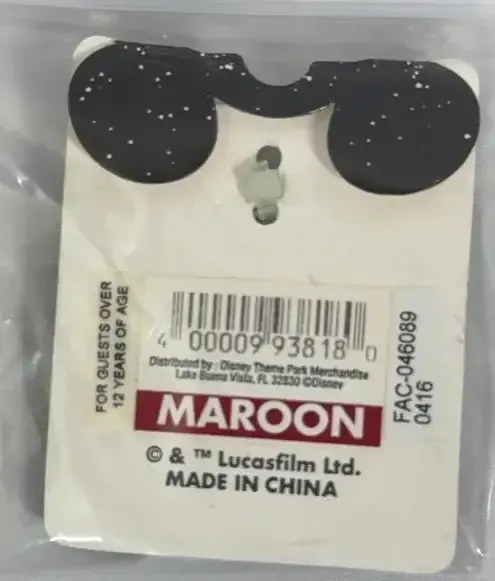 FOR GUESTS OVER
12 YEARS OF AGE
4 00009 93818 0
Distributed by : Disney Theme Park Merchandise
Lake Buena Vista, FL 32830 ©Disney
MAROON
© & ™ Lucasfilm Ltd.
MADE IN CHINA
FAC-046089
0416